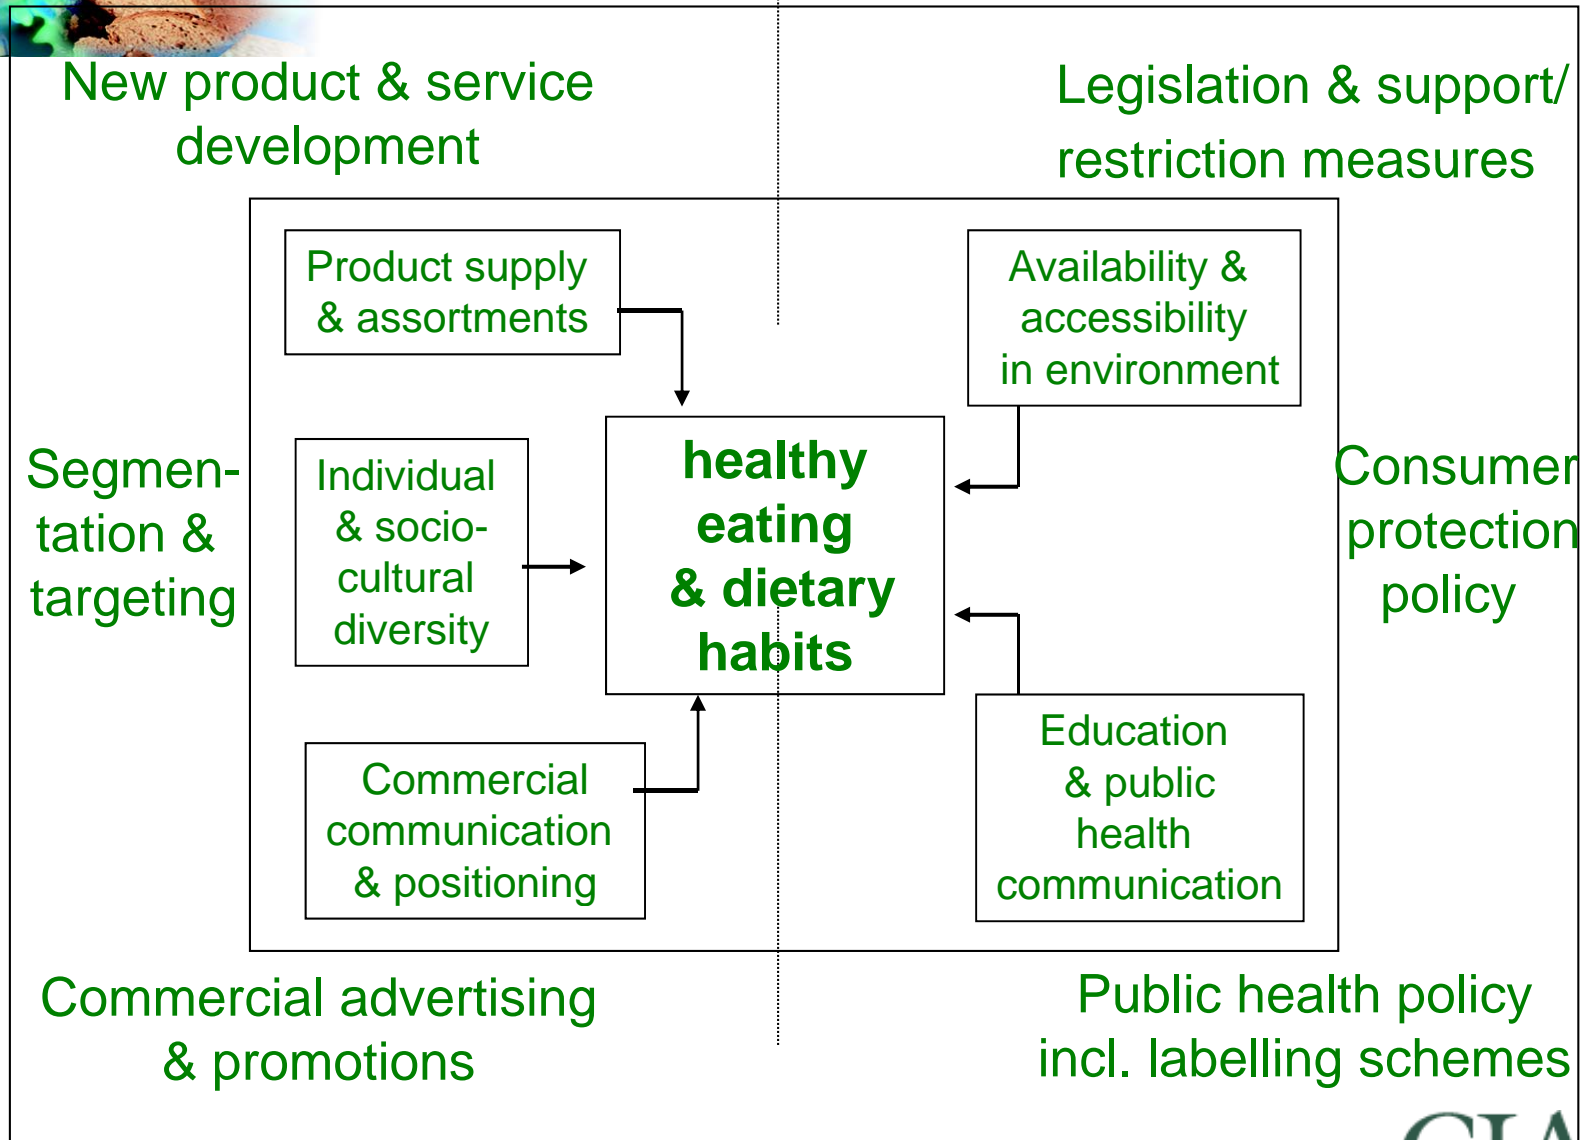 New product & service
development
Legislation & support/
restriction measures
Product supply
& assortments
Availability &
accessibility
in environment
Segmen-
tation &
targeting
Individual
& socio-
cultural
diversity
healthy
eating
& dietary
habits
Consumer
protection
policy
Commercial
communication
& positioning
Education
& public
health
communication
Commercial advertising
& promotions
Public health policy
incl. labelling schemes